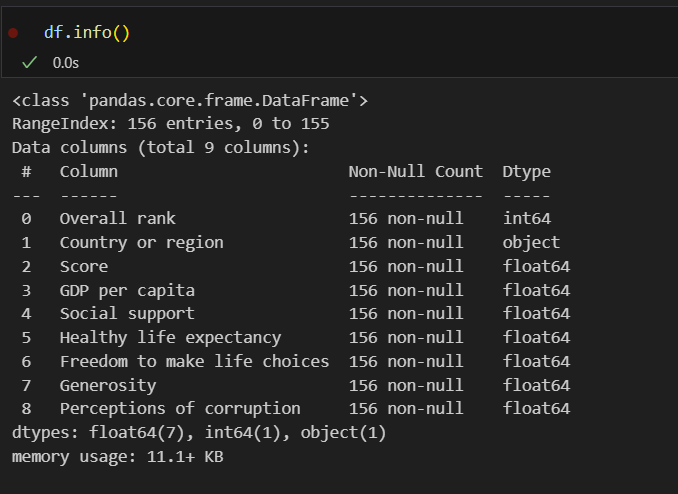 df.info()
0.0s
<class 'pandas.core.frame.DataFrame'>
RangeIndex: 156 entries, 0 to 155
Data columns (total 9 columns):
 #   Column                        Non-Null Count  Dtype
---  ------                        --------------  -----
 0   Overall rank                  156 non-null    int64
 1   Country or region             156 non-null    object
 2   Score                         156 non-null    float64
 3   GDP per capita                156 non-null    float64
 4   Social support                156 non-null    float64
 5   Healthy life expectancy       156 non-null    float64
 6   Freedom to make life choices  156 non-null    float64
 7   Generosity                    156 non-null    float64
 8   Perceptions of corruption     156 non-null    float64
dtypes: float64(7), int64(1), object(1)
memory usage: 11.1+ KB